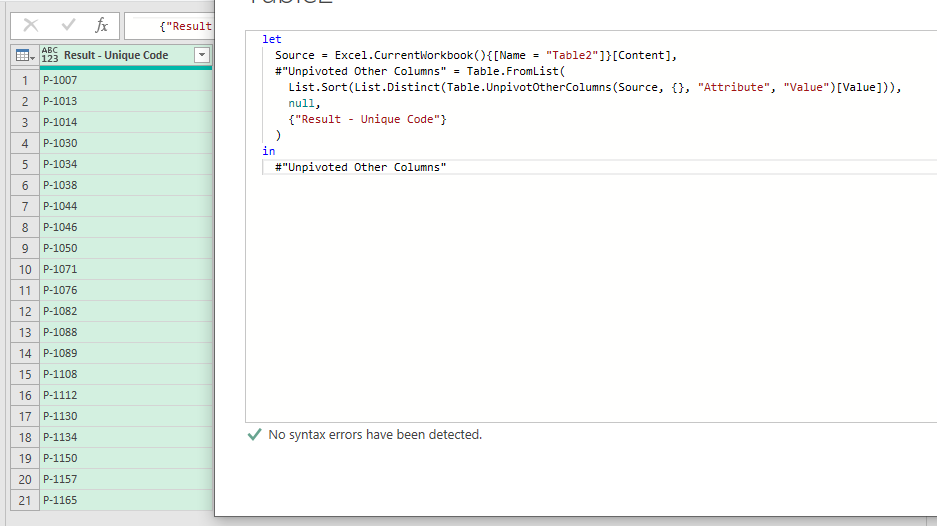 Table2
fx
{"Result
ABC
123 Result - Unique Code
1 P-1007
2 P-1013
3 P-1014
4 P-1030
5 P-1034
6 P-1038
7 P-1044
8 P-1046
9 P-1050
10 P-1071
11 P-1076
12 P-1082
13 P-1088
14 P-1089
15 P-1108
16 P-1112
17 P-1130
18 P-1134
19 P-1150
20 P-1157
21 P-1165
let
Source = Excel.CurrentWorkbook(){[Name = "Table2"]}[Content],
#"Unpivoted Other Columns" = Table.FromList(
List.Sort(List.Distinct(Table.UnpivotOtherColumns(Source, {}, "Attribute", "Value")[Value])),
null,
{"Result - Unique Code"}
)
in
#"Unpivoted Other Columns"
No syntax errors have been detected.